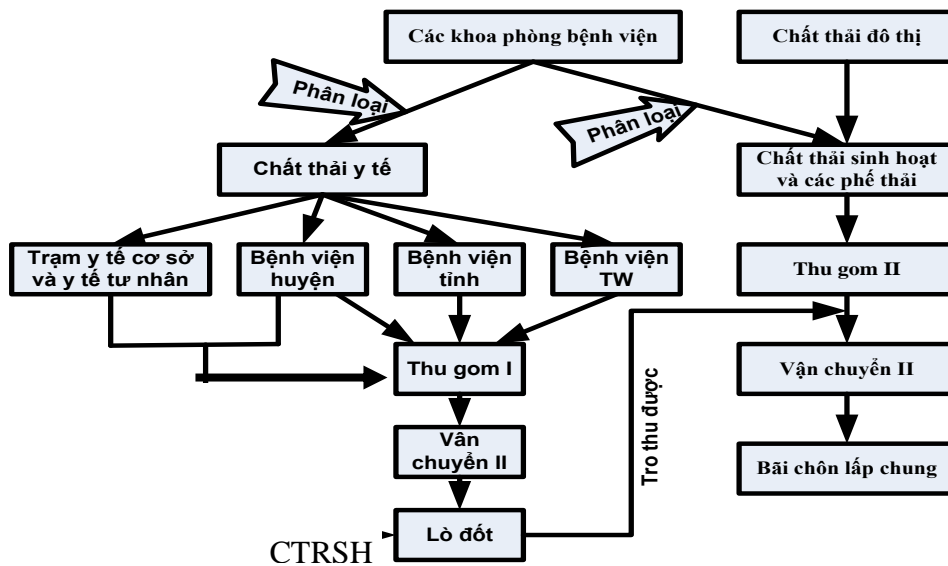 Các khoa phòng bệnh viện
Chất thải đô thị
Phân loại
Phân loại
Chất thải y tế
Chất thải sinh hoạt
và các phế thải
Trạm y tế cơ sở
và y tế tư nhân
Bệnh viện
huyện
Bệnh viện
tỉnh
Bệnh viện
TW
Thu gom II
Thu gom I
Vận chuyển II
Tro thu được
Vân
chuyển II
Bãi chôn lấp chung
Lò đốt
CTRSH